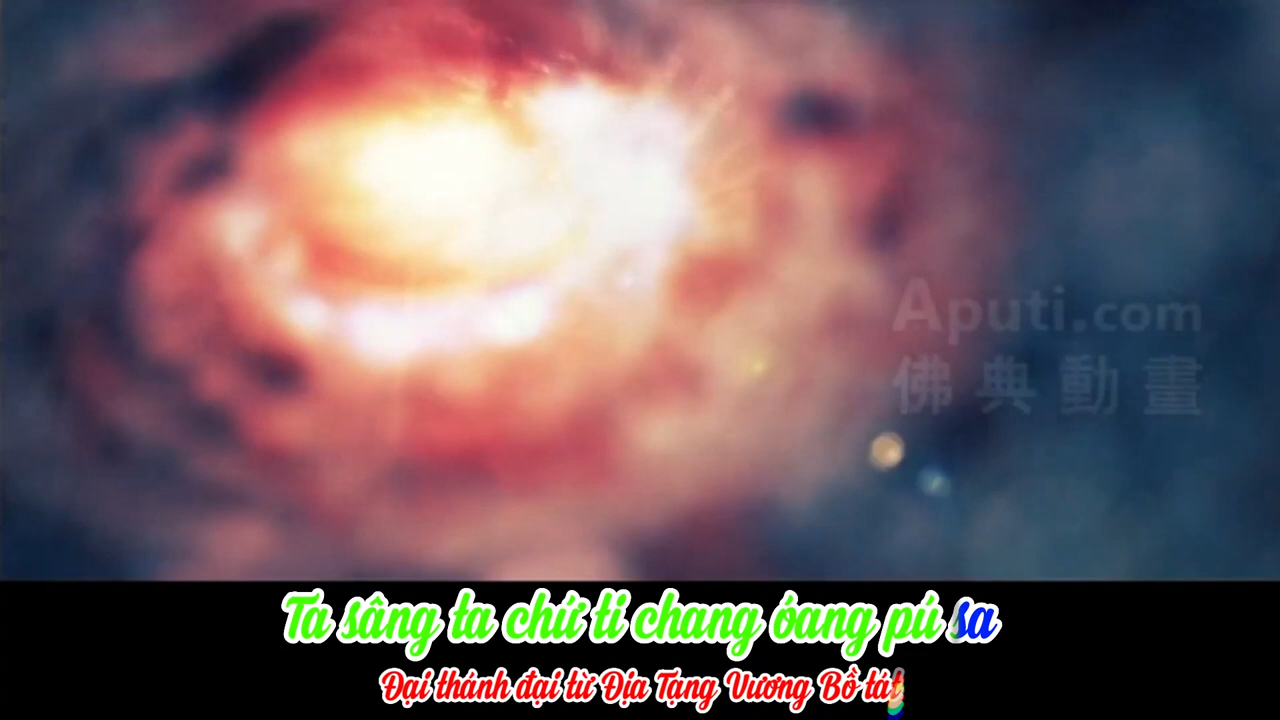 Aputi.com
佛典動畫
Ta sâng ta chứ ti chang óang pú sa
Đại thánh đại từ Địa Tạng Vương Bồ tát